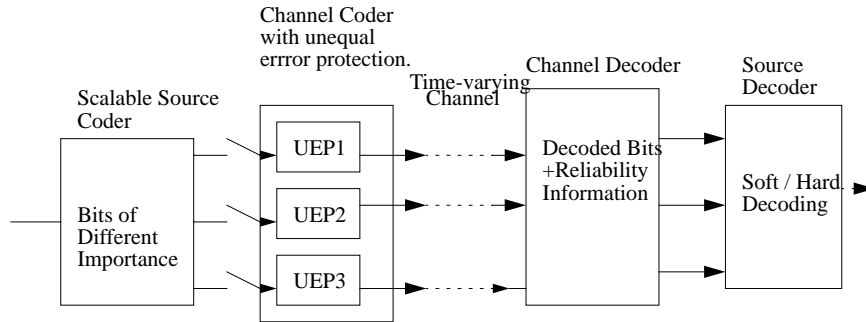 Channel Coder
with unequal
errror protection.
Time-varying
Channel
Channel Decoder
Source
Decoder
Scalable Source
Coder
UEP1
UEP2
UEP3
Bits of
Different
Importance
Decoded Bits
+Reliability
Information
Soft / Hard
Decoding